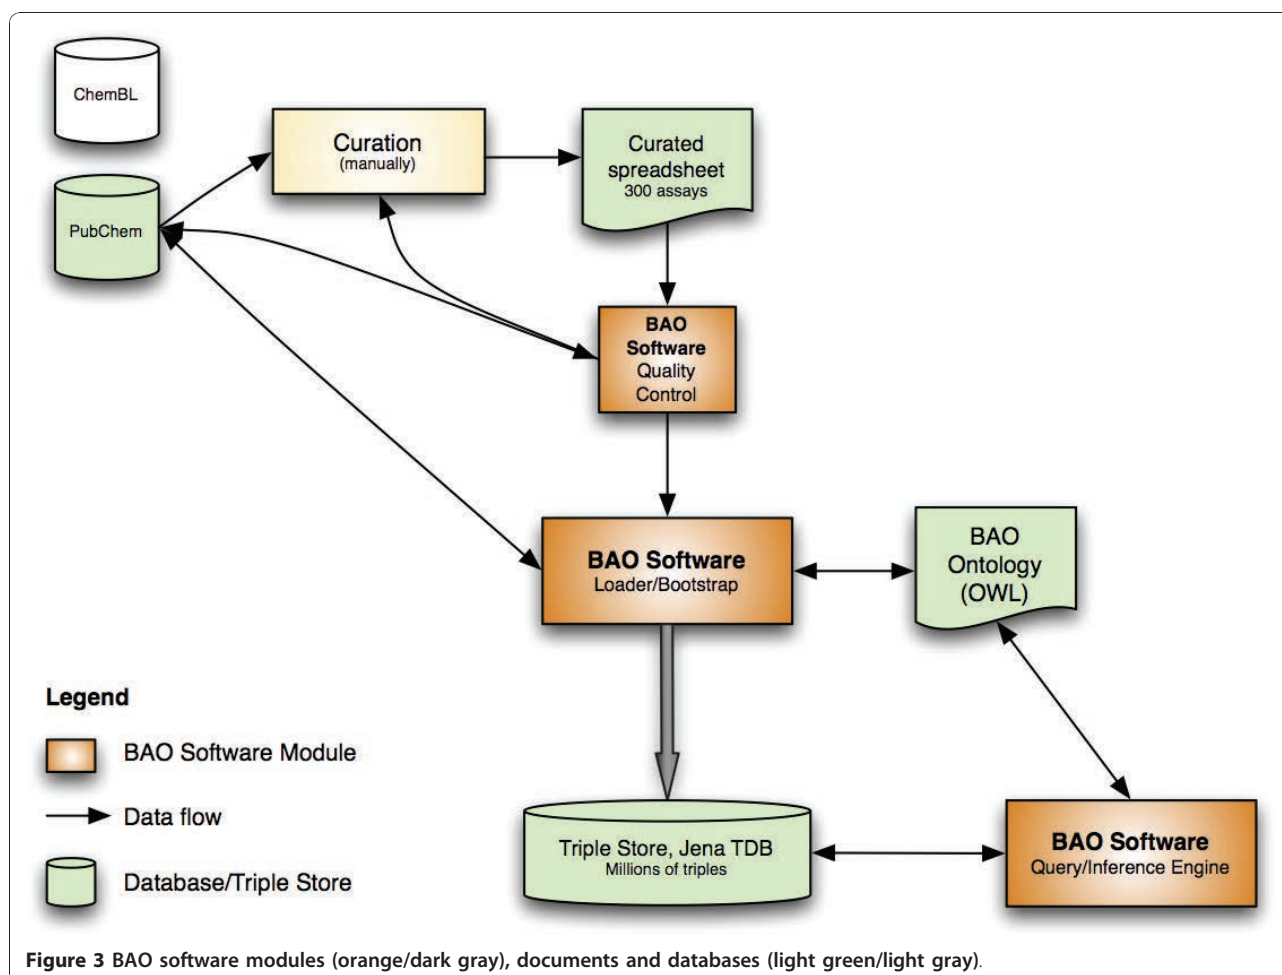 ChemBL
Curation
(manually)
Curated
spreadsheet
300 assays
PubChem
BAO
Software
Quality
Control
BAO Software
Loader/Bootstrap
BAO
Ontology
(OWL)
Legend
BAO Software Module
Data flow
Database/Triple Store
Triple Store, Jena TDB
Millions of triples
BAO Software
Query/Inference Engine
Figure 3 BAO software modules (orange/dark gray), documents and databases (light green/light gray).